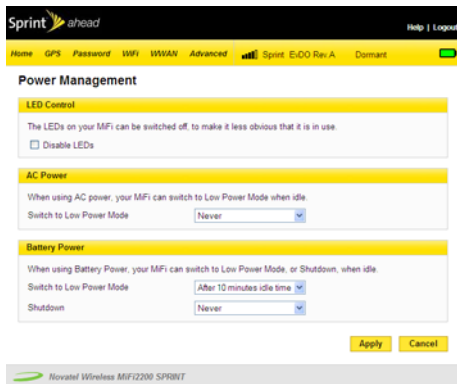 Sprint ahead
Help | Logout
Home GPS Password WiFi WWAN Advanced Sprint EvDO Rev.A Dormant
Power Management
LED Control
The LEDs on your MiFi can be switched off, to make it less obvious that it is in use.
Disable LEDs
AC Power
When using AC power, your MiFi can switch to Low Power Mode when idle.
Switch to Low Power Mode Never
Battery Power
When using Battery Power, your MiFi can switch to Low Power Mode, or Shutdown, when idle.
Switch to Low Power Mode After 10 minutes idle time
Shutdown Never
Apply Cancel
Novatel Wireless MiFi2200 SPRINT